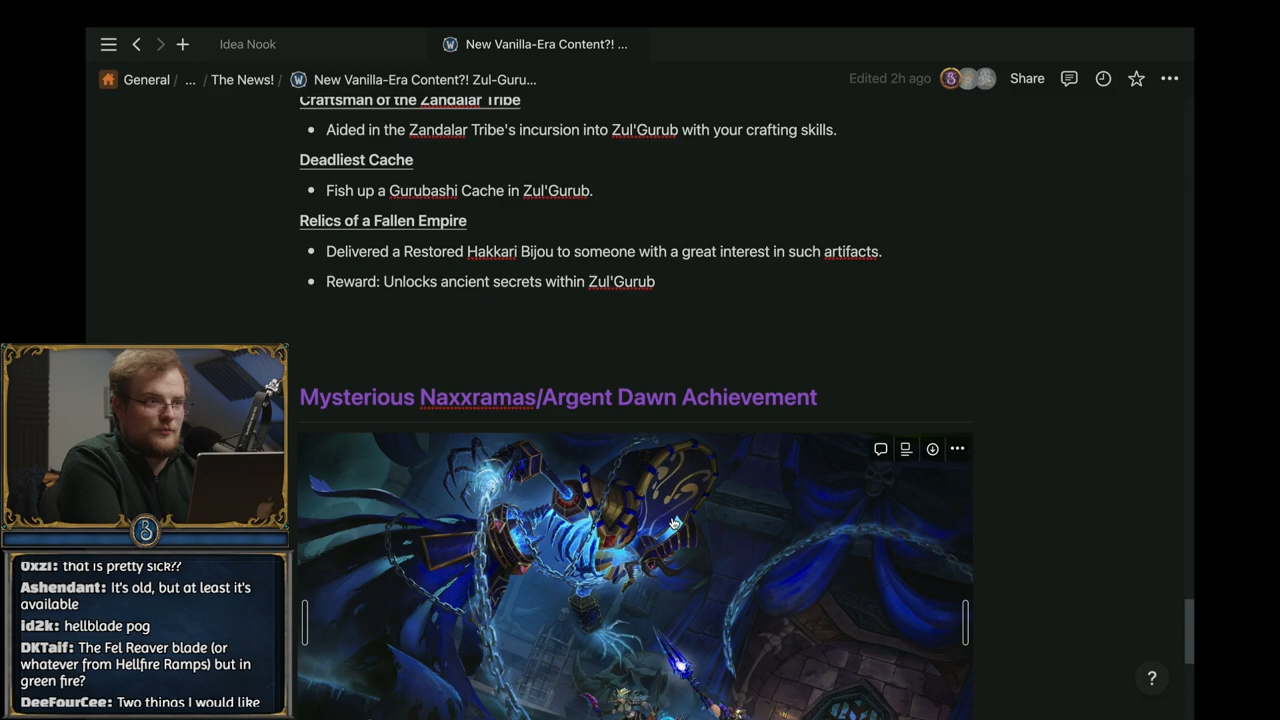 Idea Nook
New Vanilla-Era Content?! ...
General / ... / The News! / New Vanilla-Era Content?! Zul-Guru...
Edited 2h ago
Share
Craftsman of the Zandalar Tribe
Aided in the Zandalar Tribe's incursion into Zul'Gurub with your crafting skills.
Deadliest Cache
Fish up a Gurubashi Cache in Zul'Gurub.
Relics of a Fallen Empire
Delivered a Restored Hakkari Bijou to someone with a great interest in such artifacts.
Reward: Unlocks ancient secrets within Zul'Gurub
Mysterious Naxxramas/Argent Dawn Achievement
Oxzi: that is pretty sick??
Ashendant: It's old, but at least it's
available
id2k: hellblade pog
DKTaif: The Fel Reaver blade (or
whatever from Hellfire Ramps) but in
green fire?
DeeFourCee: Two things I would like
?